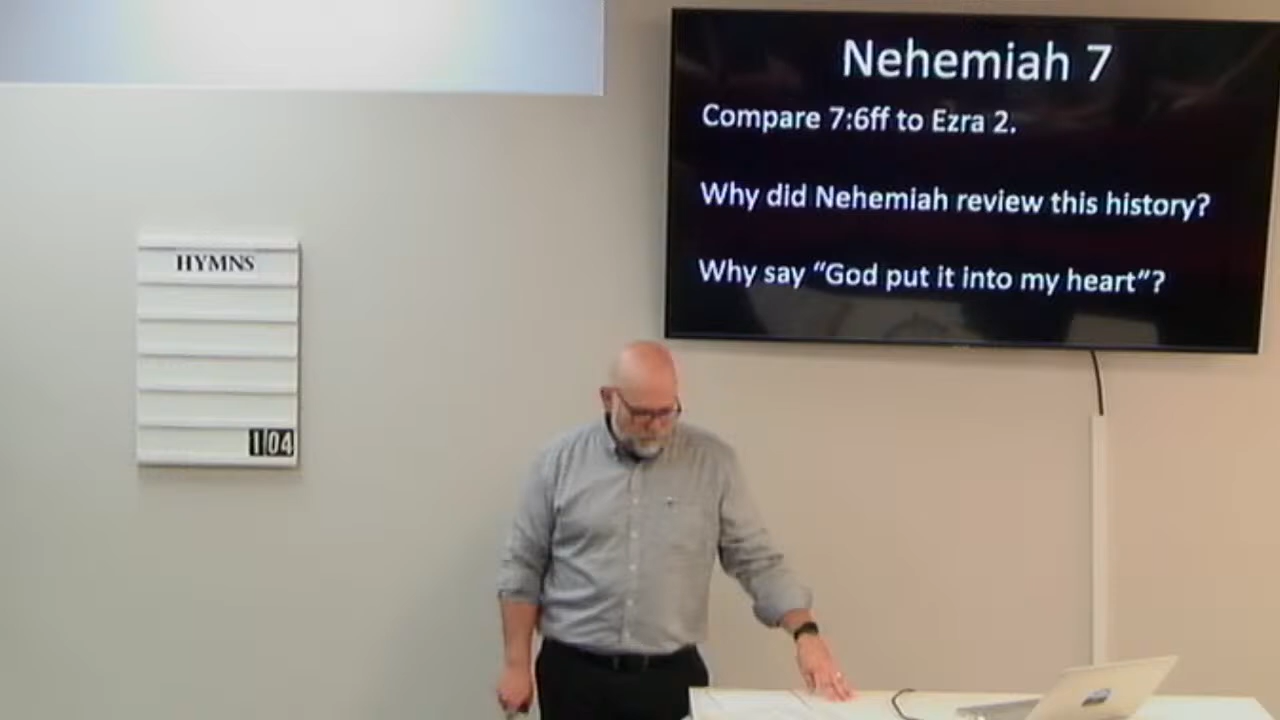 Nehemiah 7
Compare 7:6ff to Ezra 2.
Why did Nehemiah review this history?
Why say “God put it into my heart“?
HYMNS
104